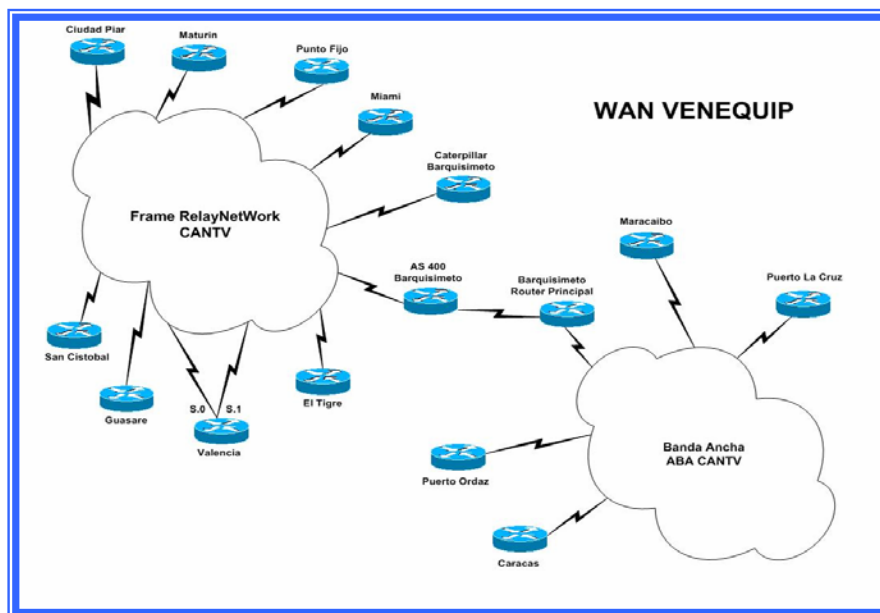 Ciudad Piar
Maturin
Punto Fijo
Miami
WAN VENEQUIP
Caterpillar
Barquisimeto
Frame RelayNetWork
CANTV
Maracaibo
AS 400
Barquisimeto
Barquisimeto
Router Principal
Puerto La Cruz
San Cistobal
Guasare
S.0
S.1
Valencia
El Tigre
Banda Ancha
ABA CANTV
Puerto Ordaz
Caracas